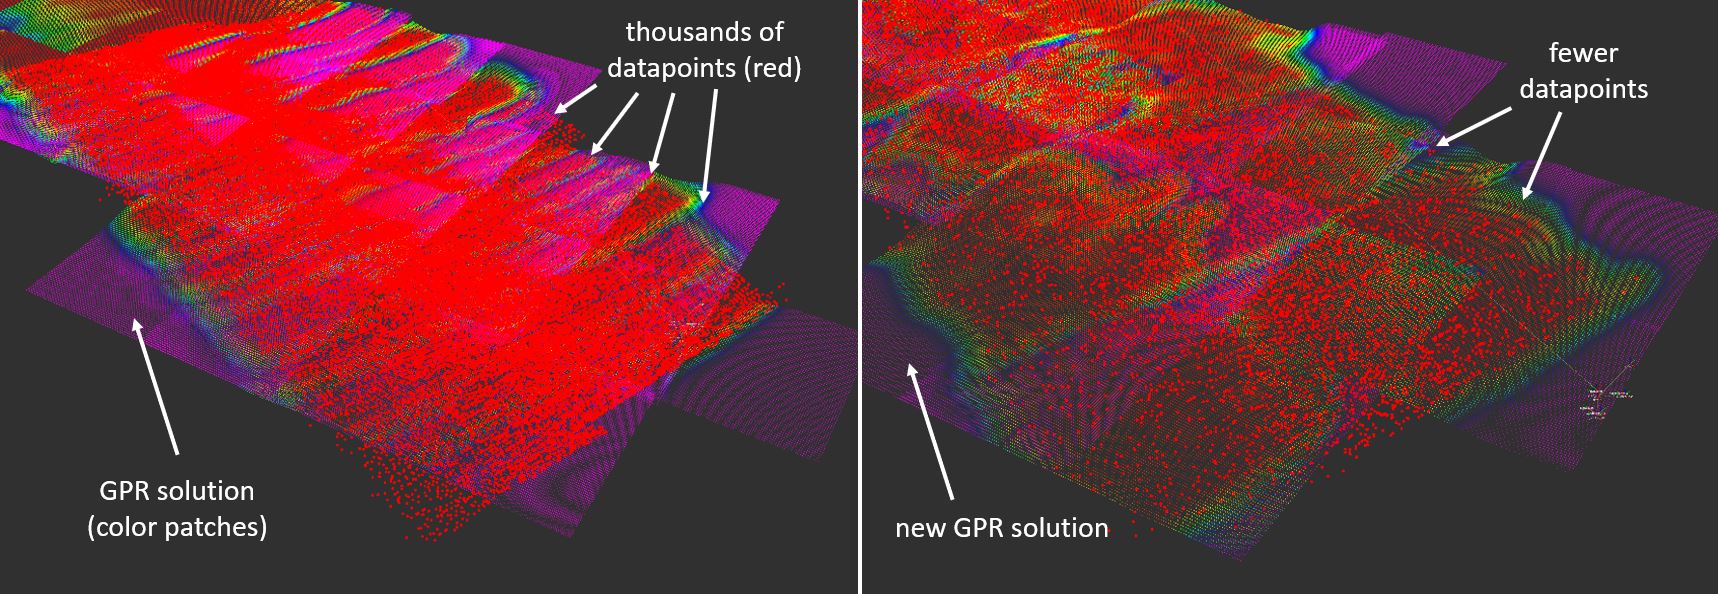 thousands of
datapoints (red)
GPR solution
(color patches)
fewer
datapoints
new GPR solution